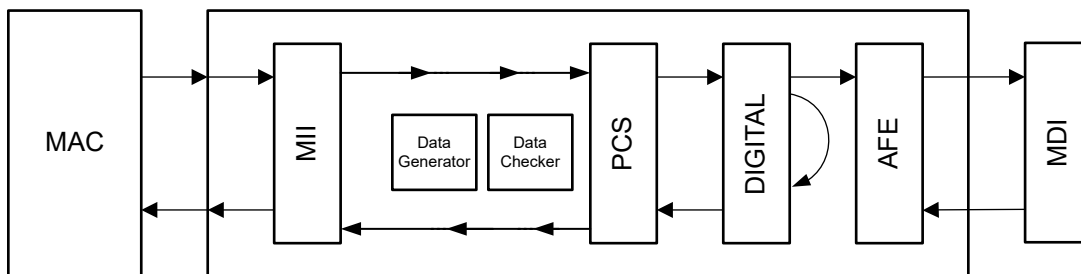 MAC
MII
Data
Generator
Data
Checker
PCS
DIGITAL
AFE
MDI